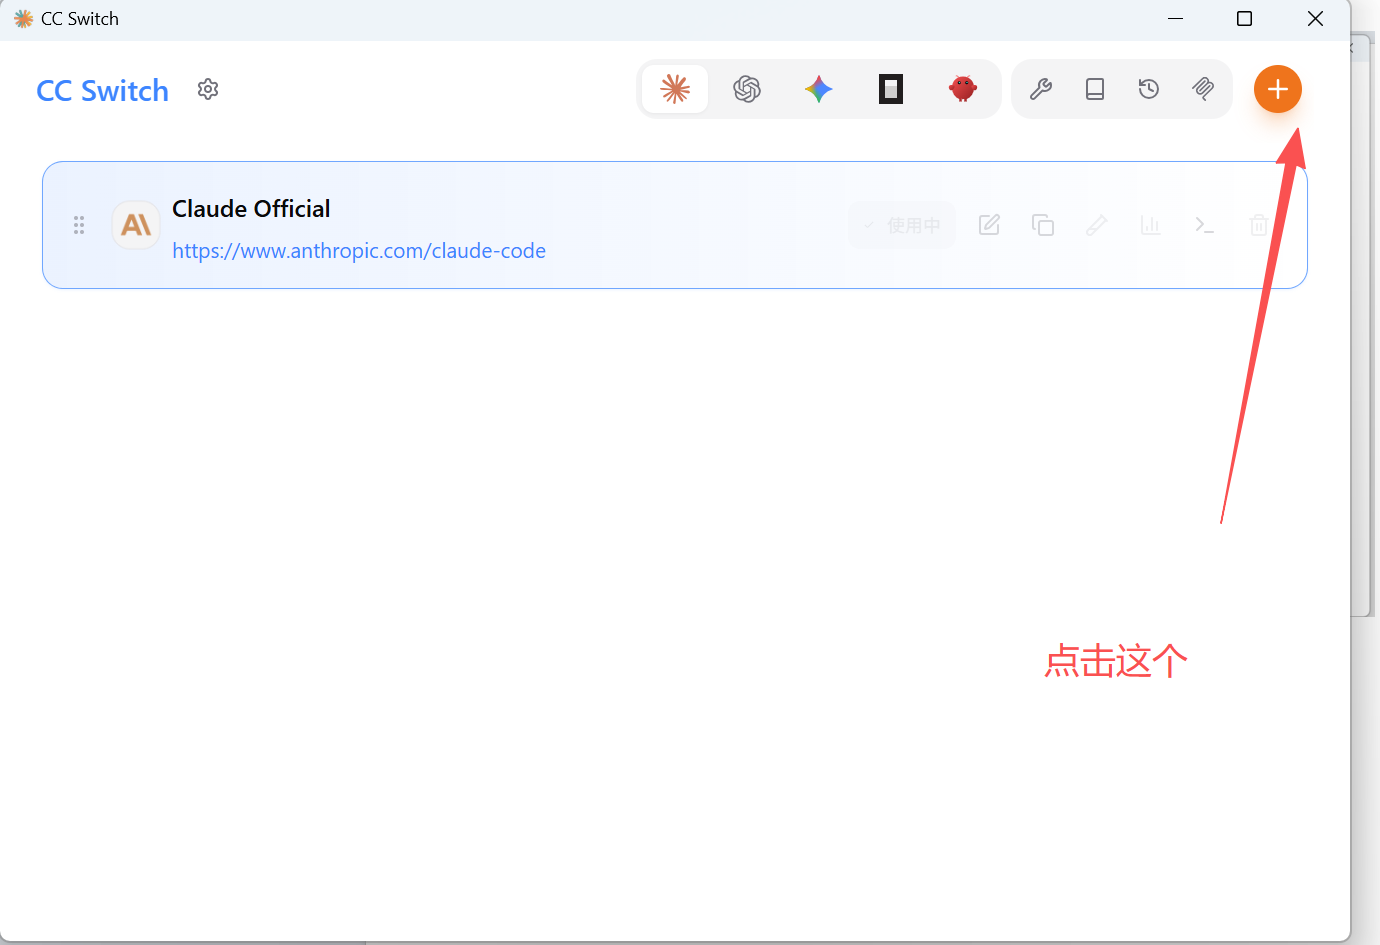 CC Switch
CC Switch
Claude Official
https://www.anthropic.com/claude-code
使用中
点击这个